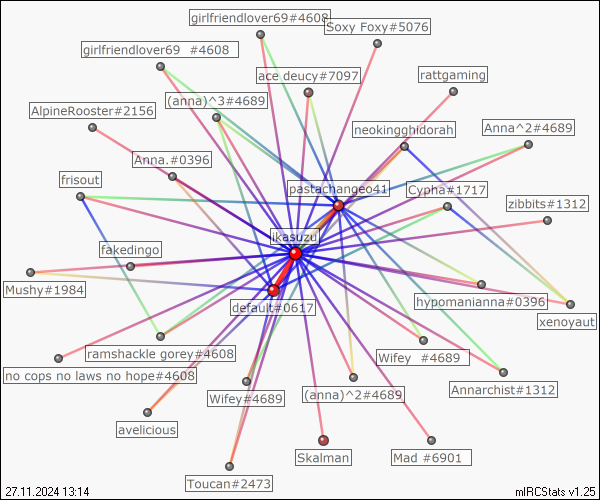 girlfriendlover69#4608
Soxy Foxy#5076
girlfriendlover69 #4608
ace deucy#7097
rattgaming
AlpineRooster#2156
(anna)^3#4689
neokingghidorah
Anna^2#4689
Anna.#0396
frisout
pastachangeo41
Cypha#1717
zibbits#1312
ikasuzu
fakedingo
Mushy#1984
default#0617
hypomanianna#0396
xenoyaut
ramshackle gorey#4608
Wifey #4689
no cops no laws no hope#4608
Wifey#4689
(anna)^2#4689
Annarchist#1312
avelicious
Skalman
Mad #6901
Toucan#2473
27.11.2024 13:14
mIRCStats v1.25